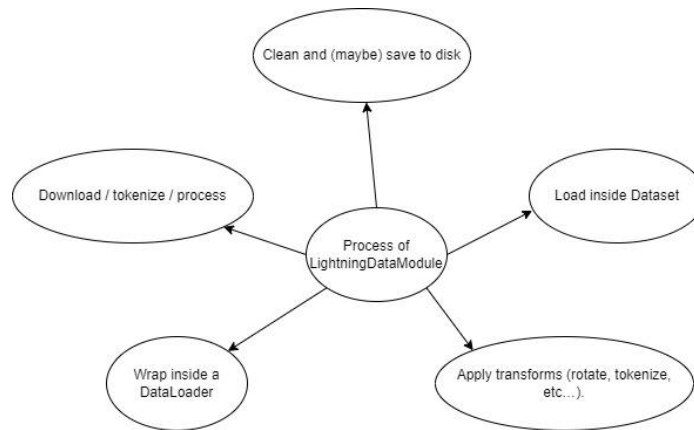 Clean and (maybe) save to disk
Download / tokenize / process
Load inside Dataset
Process of
LightningDataModule
Wrap inside a
DataLoader
Apply transforms (rotate, tokenize,
etc…).